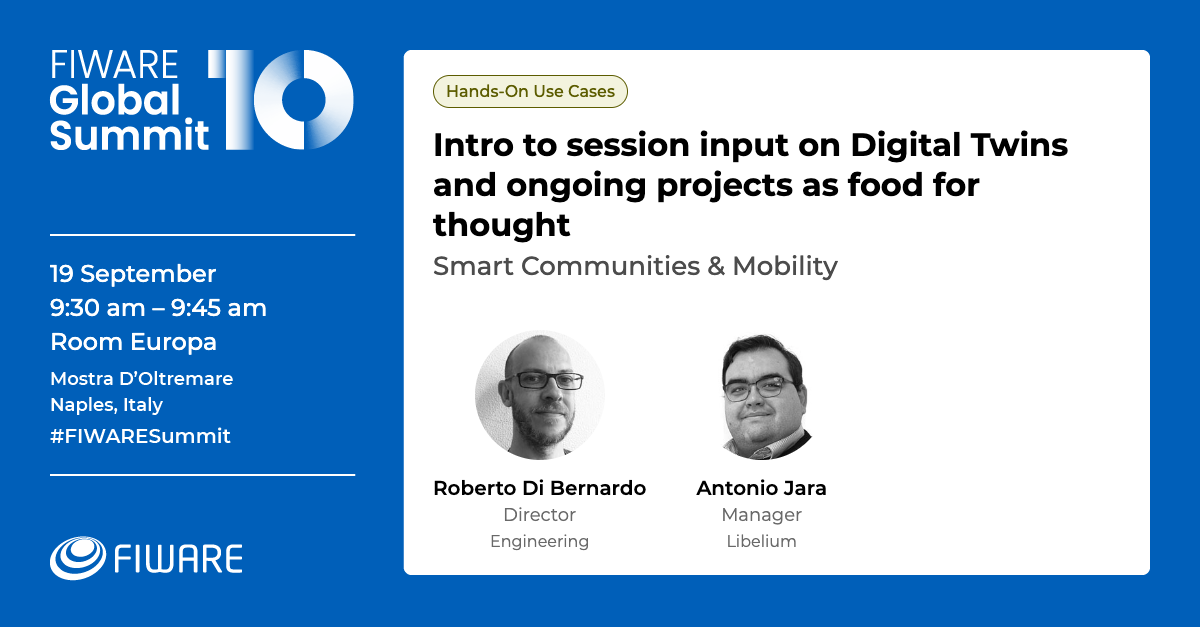 FIWARE
Global
Summit
10
19 September
9:30 am – 9:45 am
Room Europa
Mostra D’Oltremare
Naples, Italy
#FIWARESummit
FIWARE
Hands-On Use Cases
Intro to session input on Digital Twins
and ongoing projects as food for
thought
Smart Communities & Mobility
Roberto Di Bernardo
Director
Engineering
Antonio Jara
Manager
Libelium